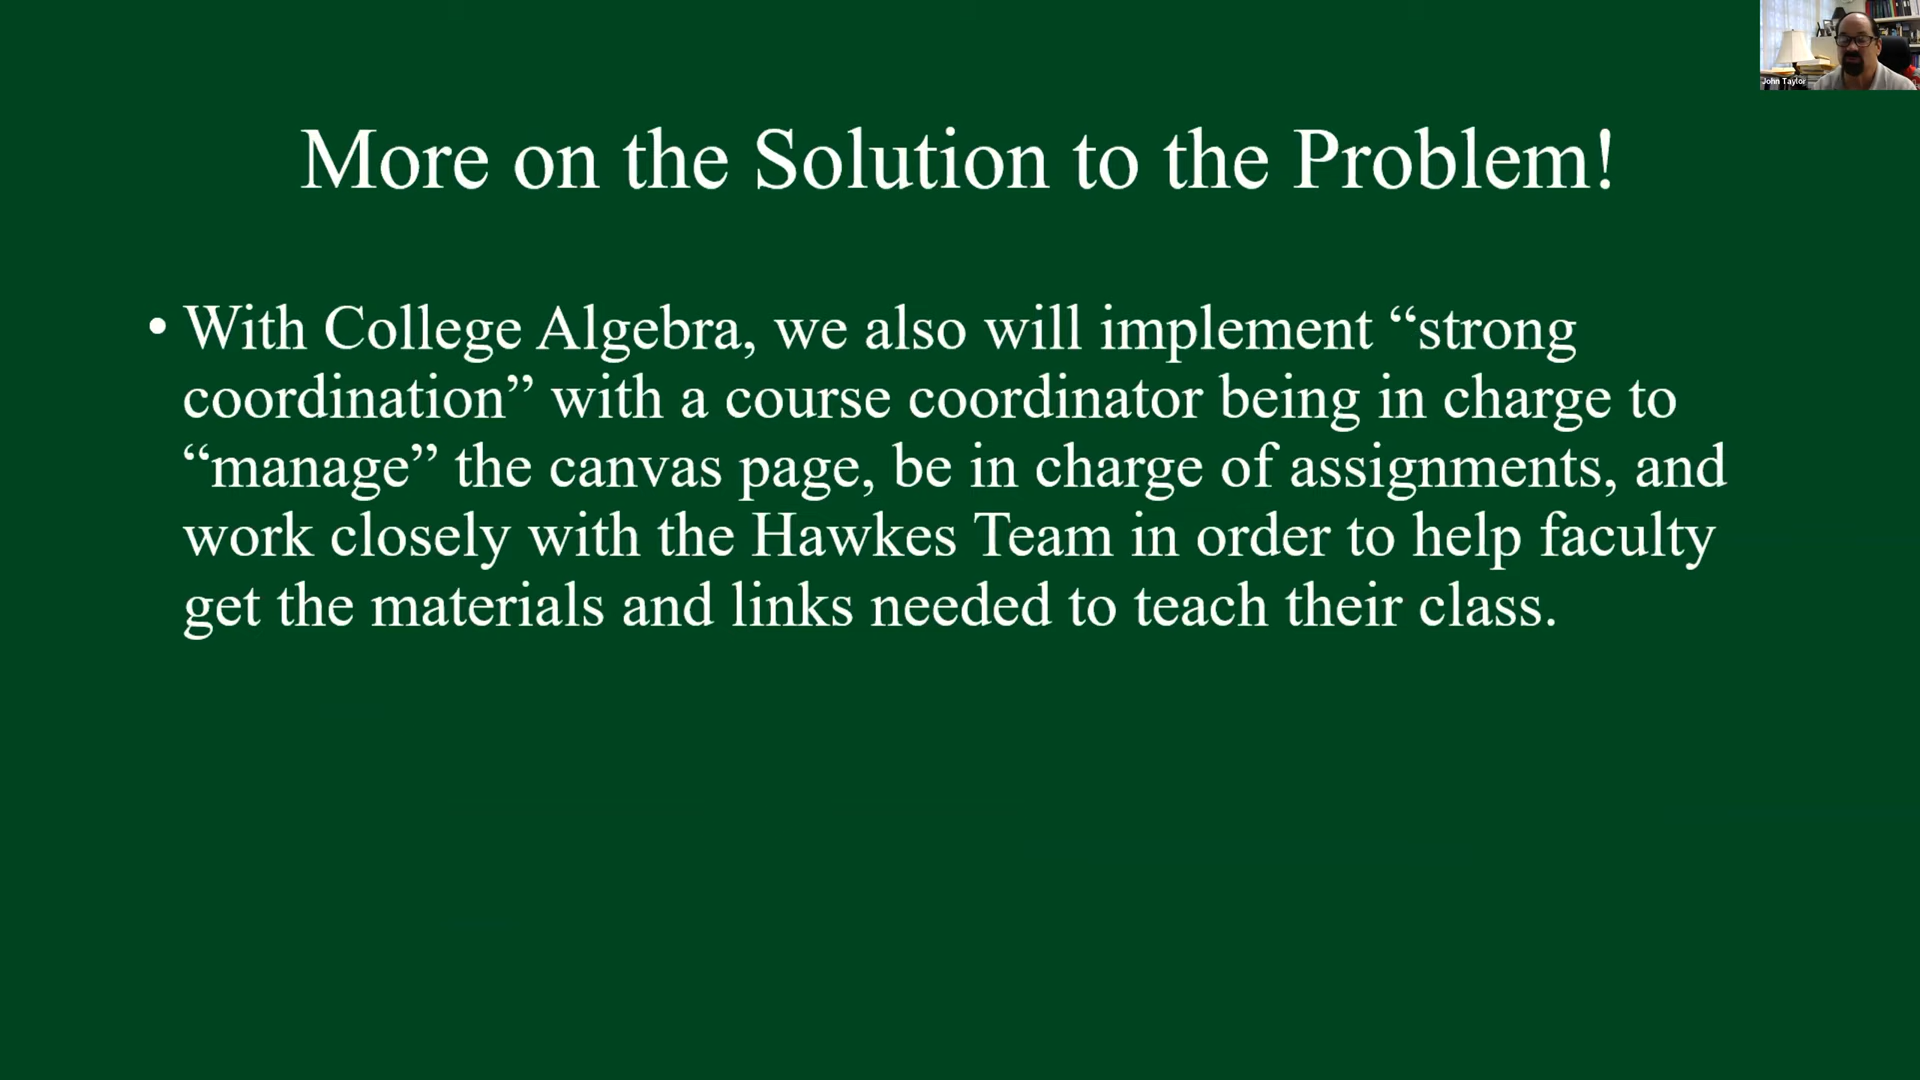 John Taylor
More on the Solution to the Problem!
• With College Algebra, we also will implement “strong
coordination” with a course coordinator being in charge to
“manage” the canvas page, be in charge of assignments, and
work closely with the Hawkes Team in order to help faculty
get the materials and links needed to teach their class.